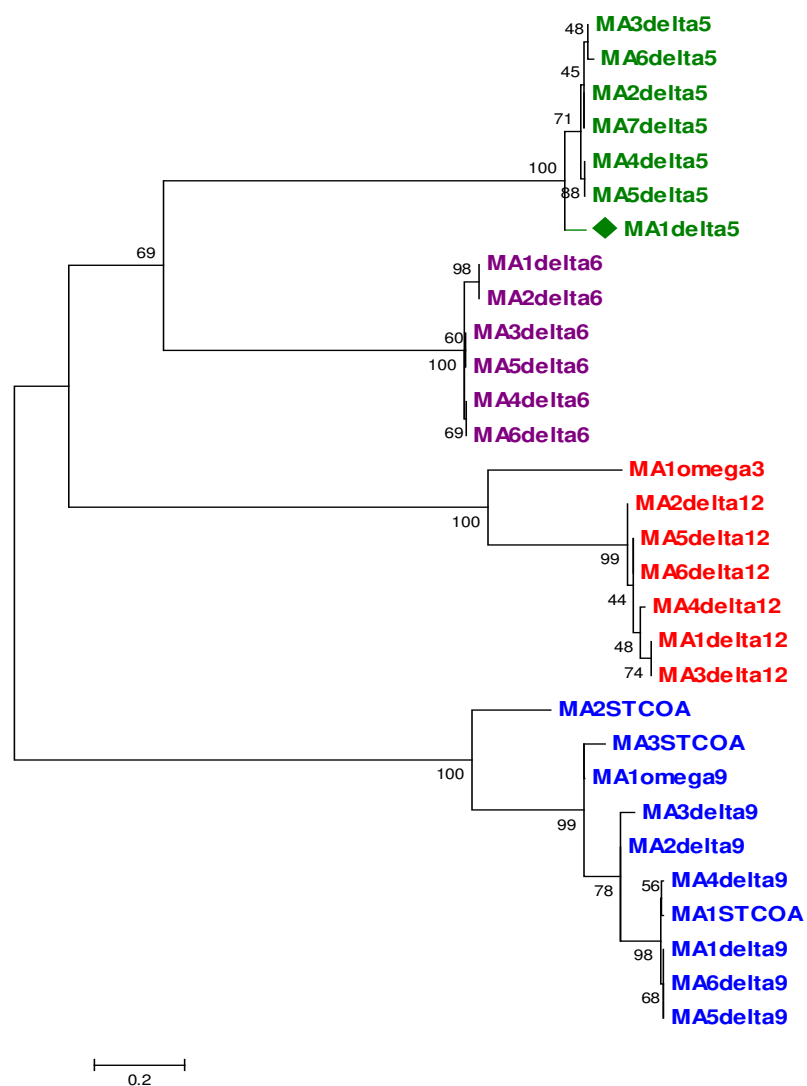 48 MA3delta5
MA6delta5
45
MA2delta5
71
MA7delta5
100
MA4delta5
88 MA5delta5
MA1delta5
69
98 MA1delta6
MA2delta6
60 MA3delta6
100 MA5delta6
MA4delta6
69 MA6delta6
MA1omega3
MA2delta12
100
MA5delta12
99
MA6delta12
44
MA4delta12
48 MA1delta12
74 MA3delta12
MA2STCOA
MA3STCOA
100
MA1omega9
MA3delta9
99
MA2delta9
56 MA4delta9
78
MA1STCOA
98 MA1delta9
MA6delta9
68
MA5delta9
0.2